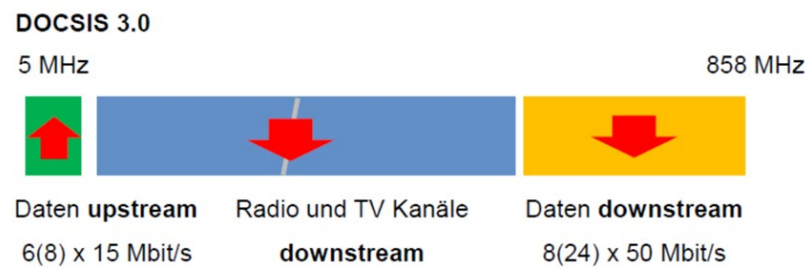 DOCSIS 3.0
5 MHz 858 MHz
Daten upstream Radio und TV Kanäle Daten downstream
6(8) x 15 Mbit/s downstream 8(24) x 50 Mbit/s